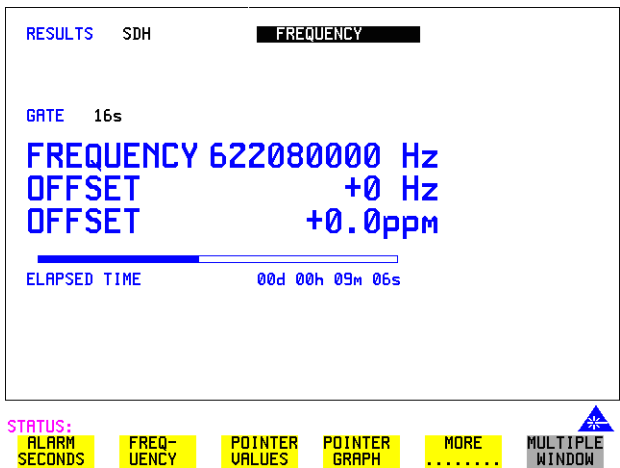 RESULTS SDH FREQUENCY
GATE 16s
FREQUENCY 622080000 Hz
OFFSET +0 Hz
OFFSET +0.0ppm
ELAPSED TIME 00d 00h 09m 06s
STATUS:
ALARM SECONDS
FREQ- UENCY
POINTER VALUES
POINTER GRAPH
MORE ........
MULTIPLE WINDOW